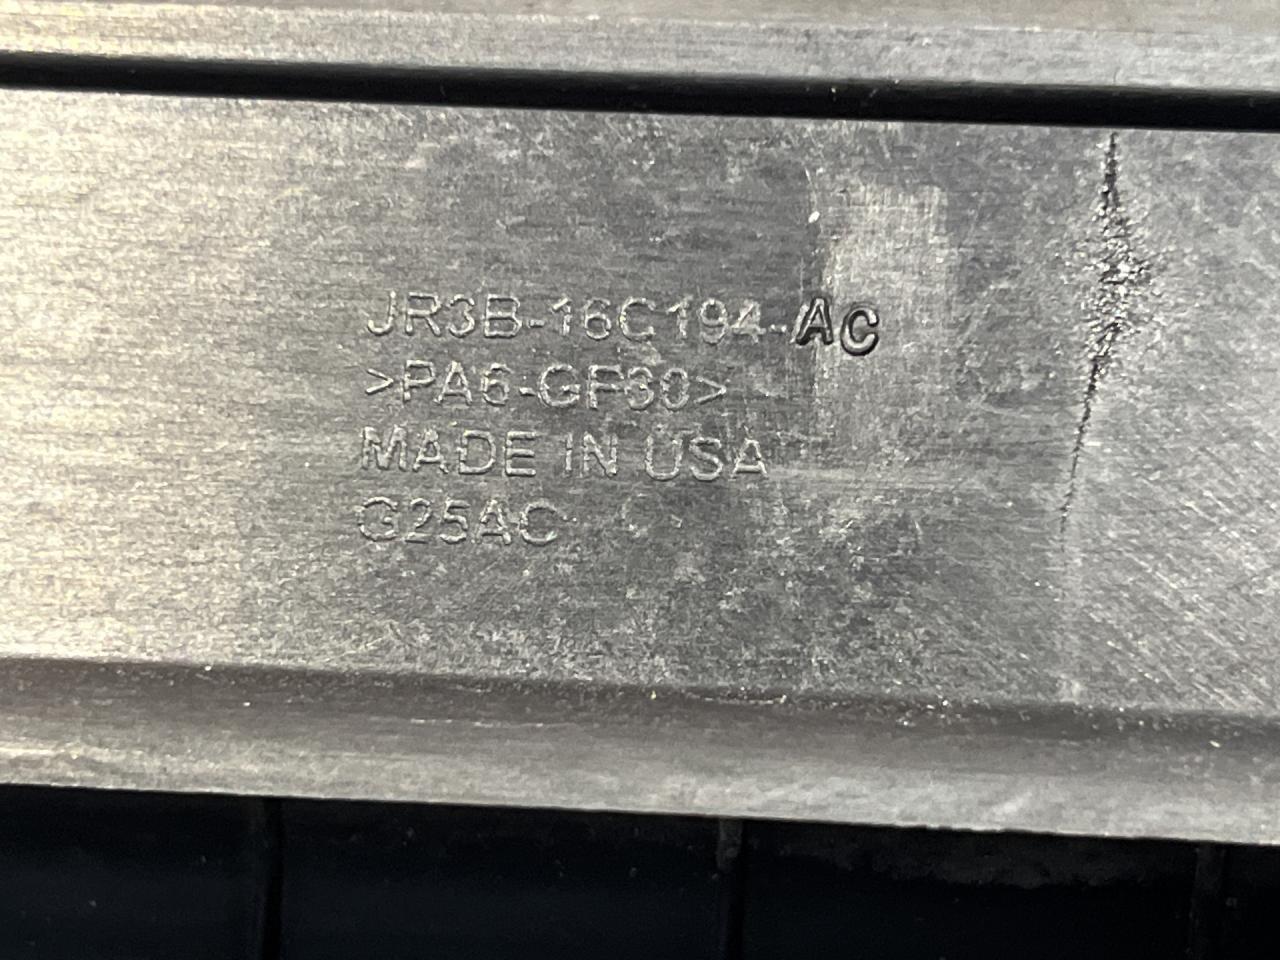 JR3B-16C194-AC
>PA6-GF30>
MADE IN USA
G25AC